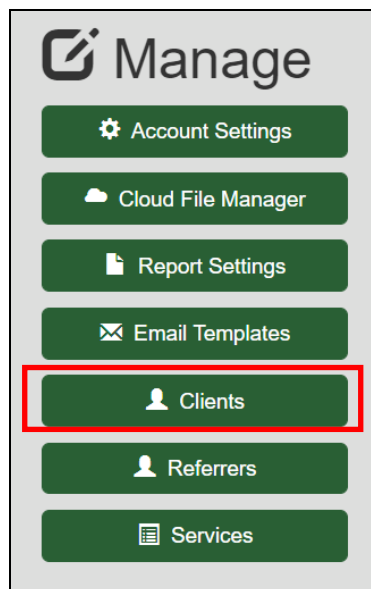 Manage
Account Settings
Cloud File Manager
Report Settings
Email Templates
Clients
Referrers
Services